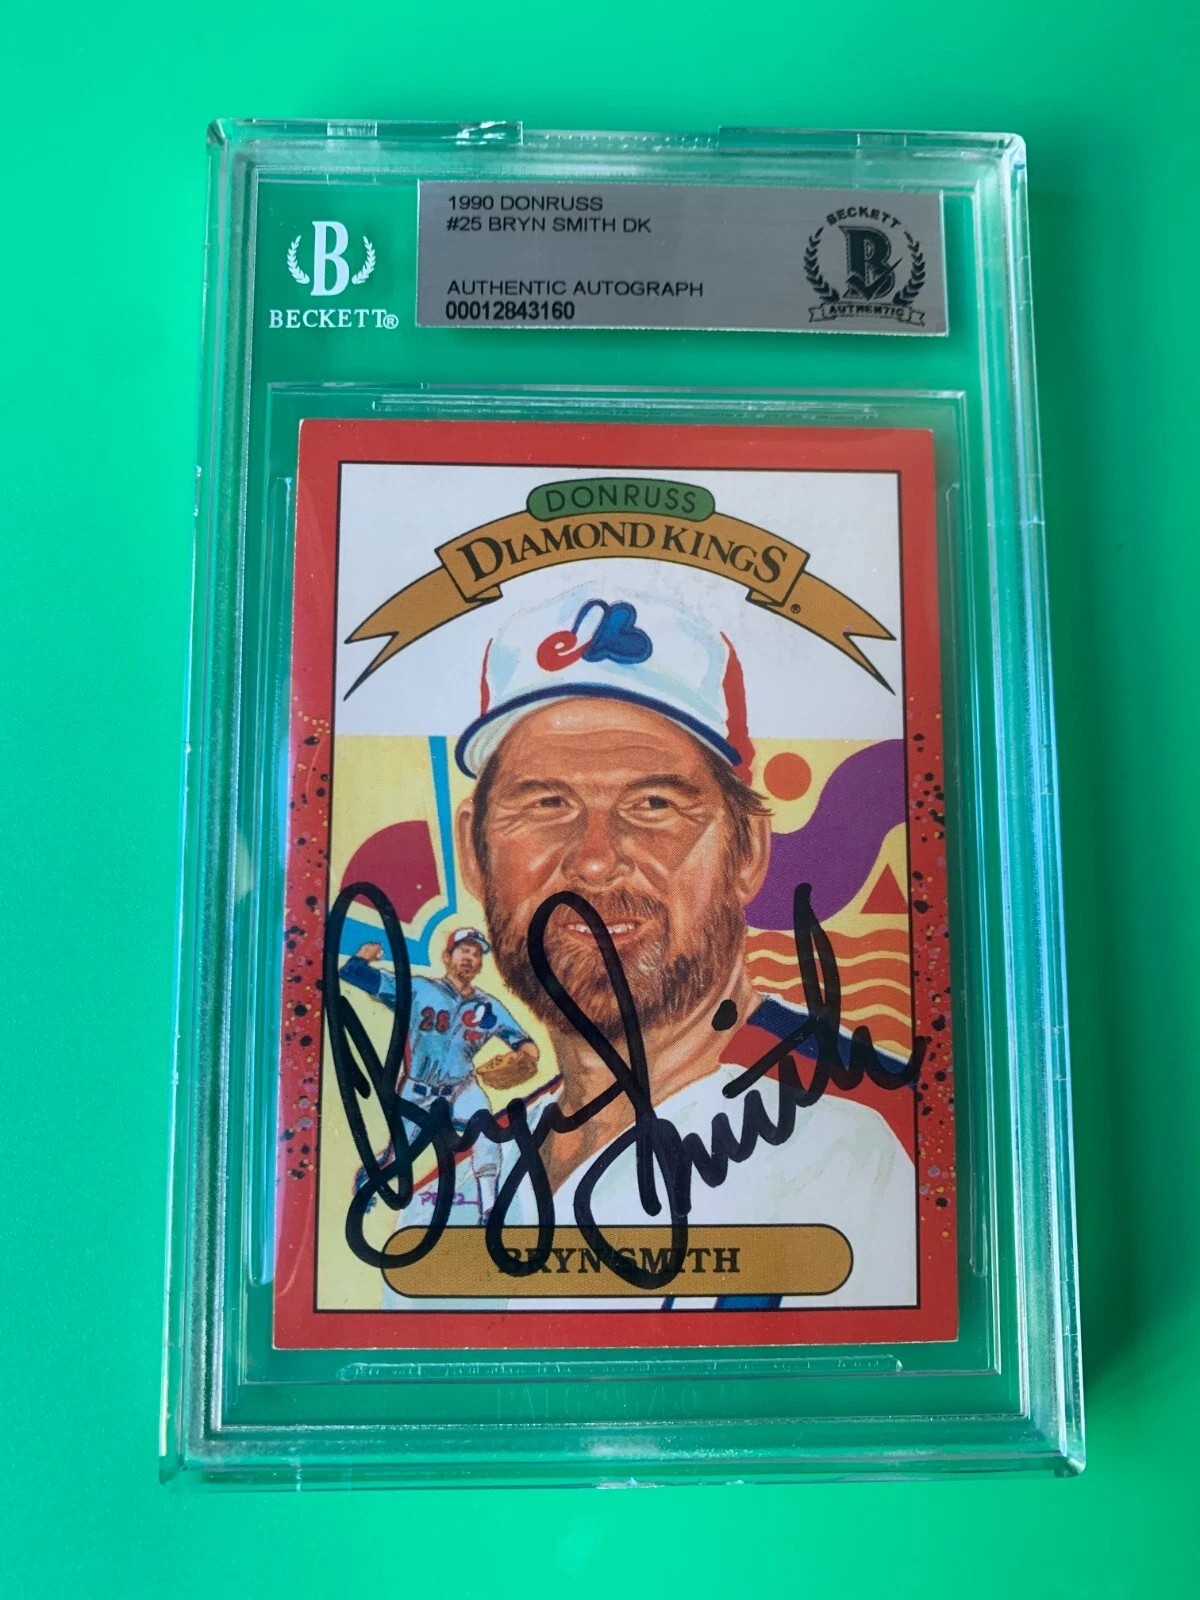 1990 DONRUSS
#25 BRYN SMITH DK
AUTHENTIC AUTOGRAPH
00012843160
B
BECKETT®
BECKETT
B
AUTHENTIC
DONRUSS
DIAMOND KINGS®
28
Bryn Smith
BRYN SMITH